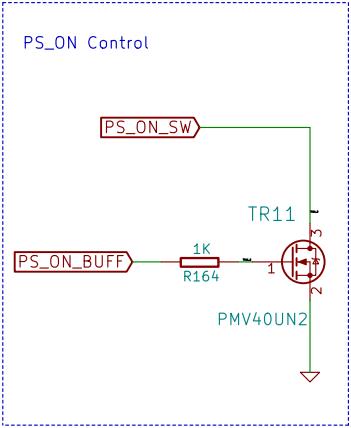 PS_ON Control
PS_ON_SW
TR11
3
1K
PS_ON_BUFF
1
R164
2
PMV40UN2